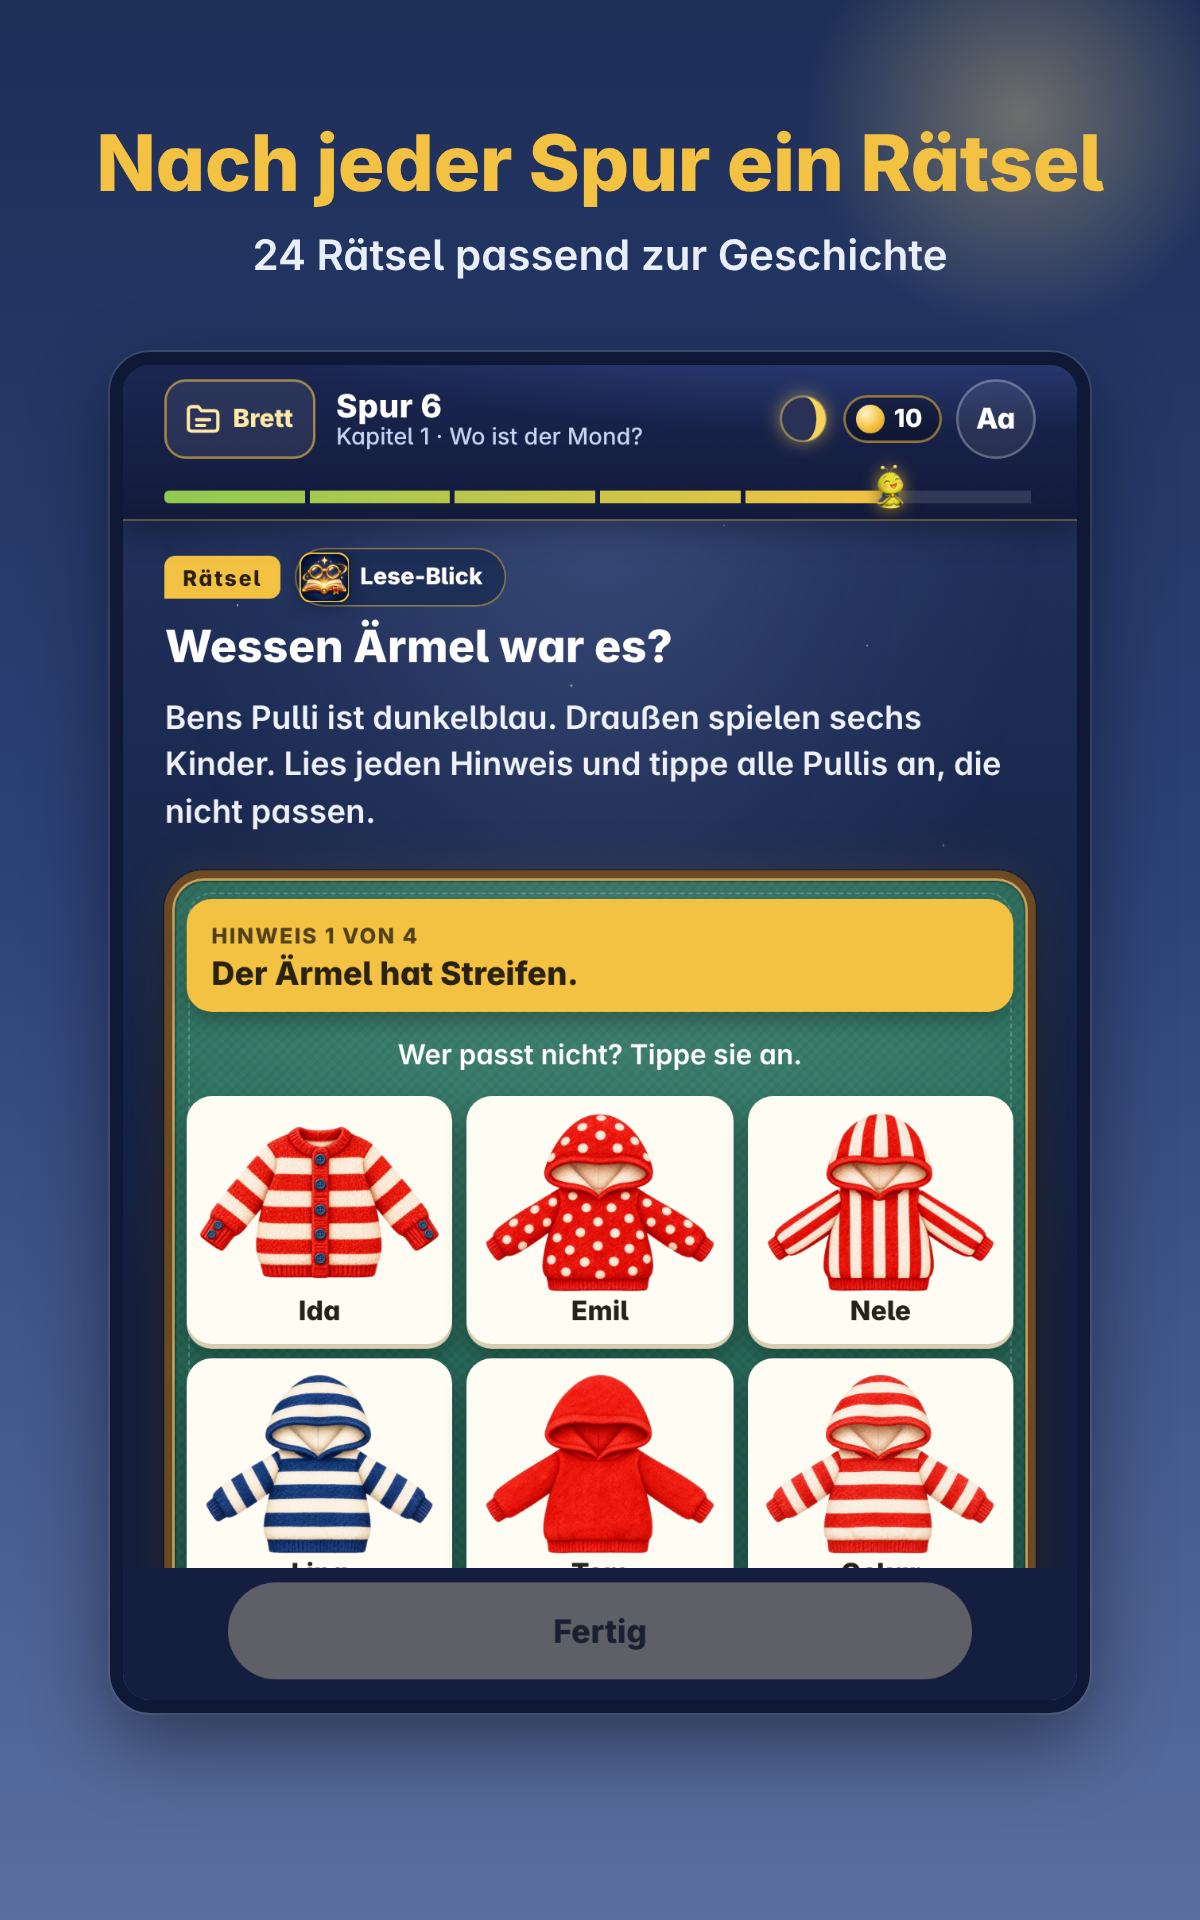 Nach jeder Spur ein Rätsel
24 Rätsel passend zur Geschichte
Brett
Spur 6
Kapitel 1 · Wo ist der Mond?
10
Aa
Rätsel
Lese-Blick
Wessen Ärmel war es?
Bens Pulli ist dunkelblau. Draußen spielen sechs
Kinder. Lies jeden Hinweis und tippe alle Pullis an, die
nicht passen.
HINWEIS 1 VON 4
Der Ärmel hat Streifen.
Wer passt nicht? Tippe sie an.
Ida
Emil
Nele
Fertig